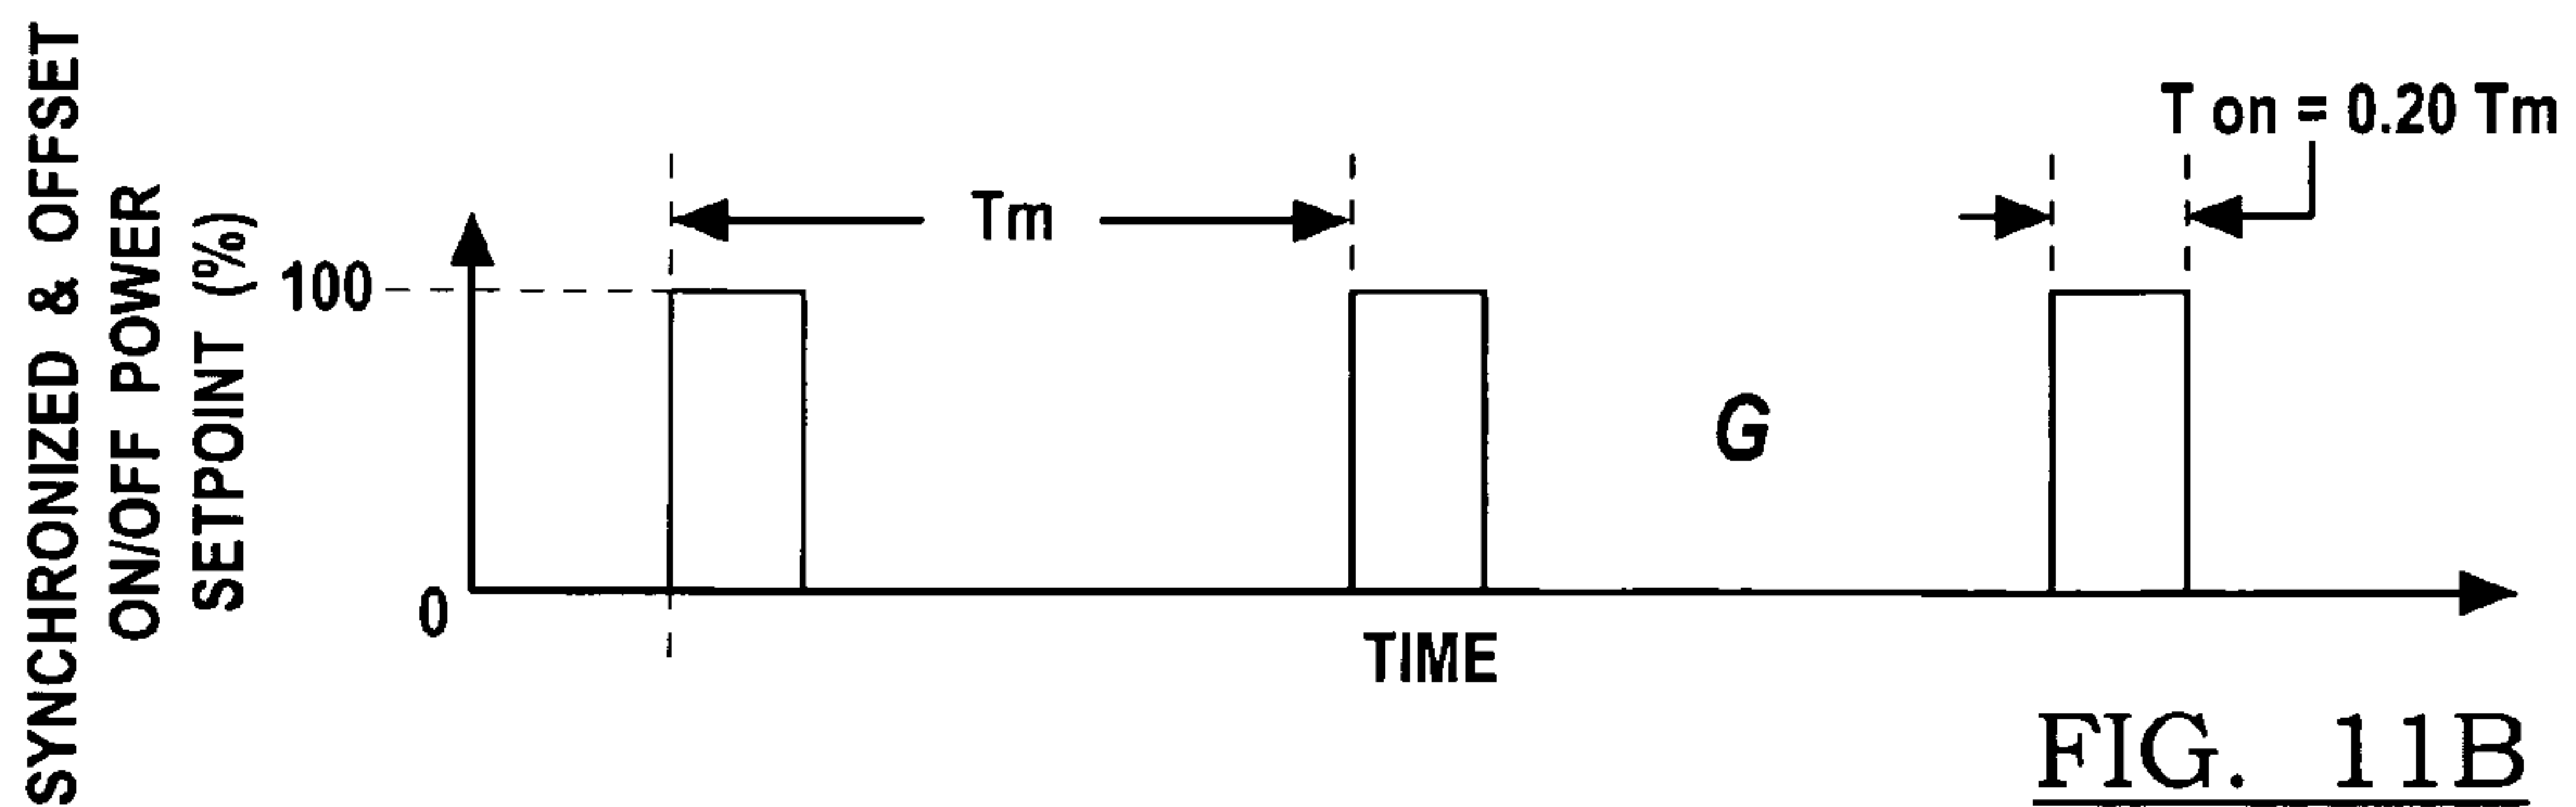 SYNCHRONIZED & OFFSET
ON/OFF POWER
SETPOINT (%)
T on = 0.20 Tm
Tm
100
G
0
TIME
FIG. 11B